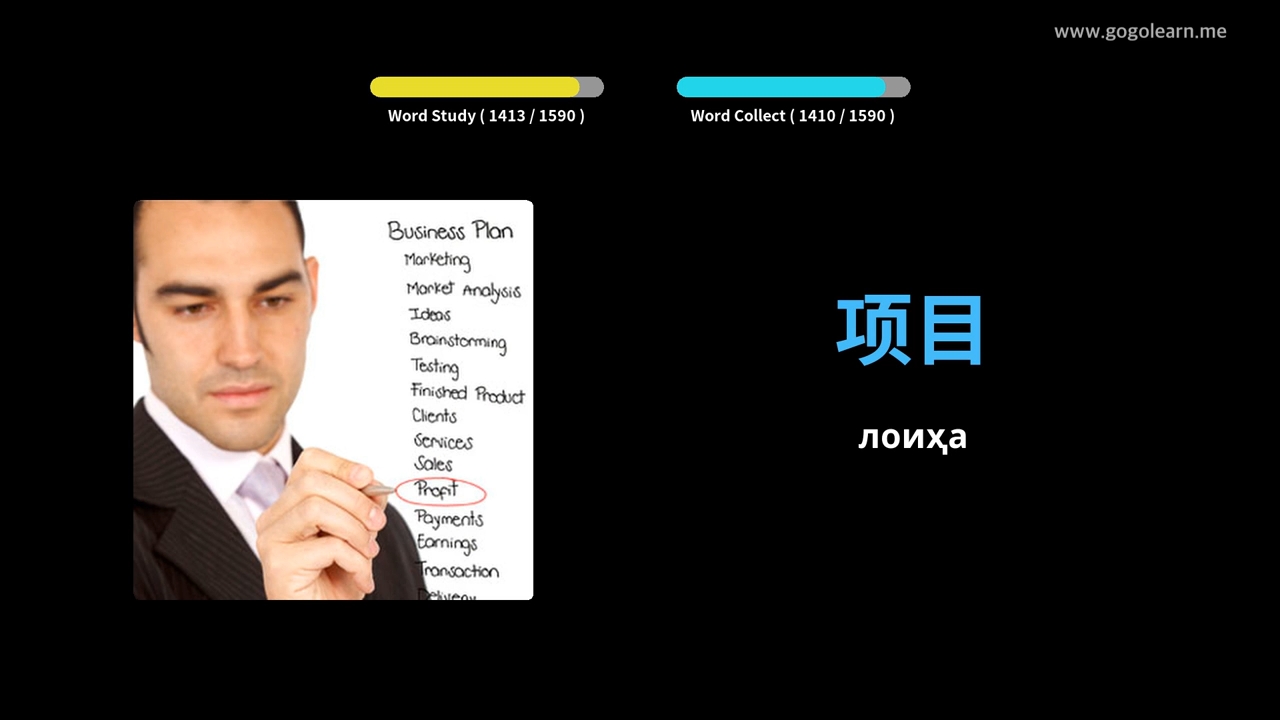 www.gogolearn.me
Word Study ( 1413 / 1590 )
Word Collect ( 1410 / 1590 )
Business Plan
Marketing
Market Analysis
Ideas
Brainstorming
Testing
Finished Product
Clients
Services
Sales
Profit
Payments
Earnings
Transaction
Delivery
项目
лоиҳа